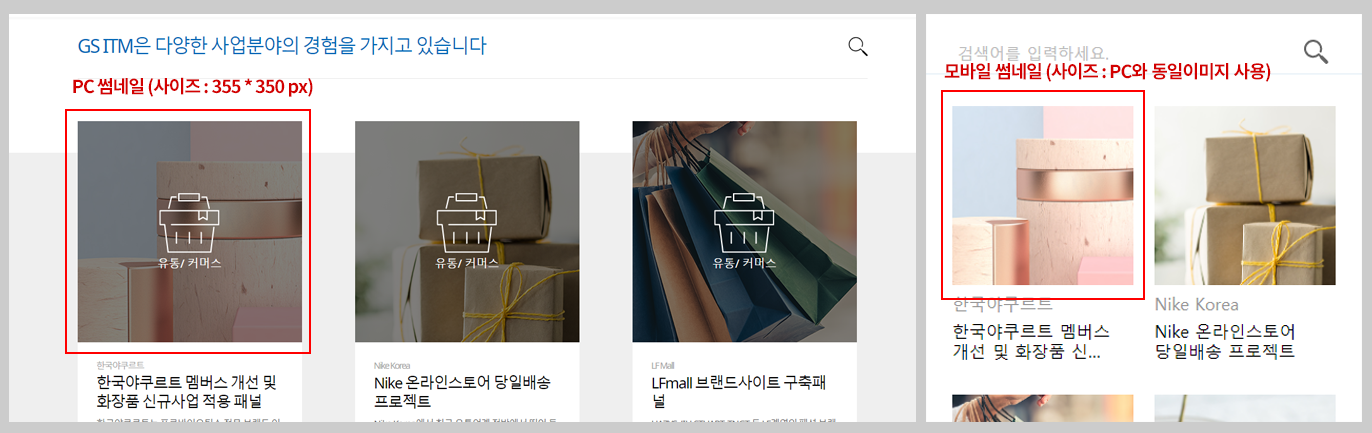 GS ITM은 다양한 사업분야의 경험을 가지고 있습니다
PC 썸네일 (사이즈 : 355 * 350 px)
유통/ 커머스
유통/ 커머스
유통/ 커머스
한국야쿠르트
한국야쿠르트 멤버스 개선 및
화장품 신규사업 적용 패널
Nike Korea
Nike 온라인스토어 당일배송
프로젝트
LF Mall
LFmall 브랜드사이트 구축패
널
검색어를 입력하세요.
모바일 썸네일 (사이즈 : PC와 동일이미지 사용)
한국야쿠르트
한국야쿠르트 멤버스
개선 및 화장품 신...
Nike Korea
Nike 온라인스토어
당일배송 프로젝트